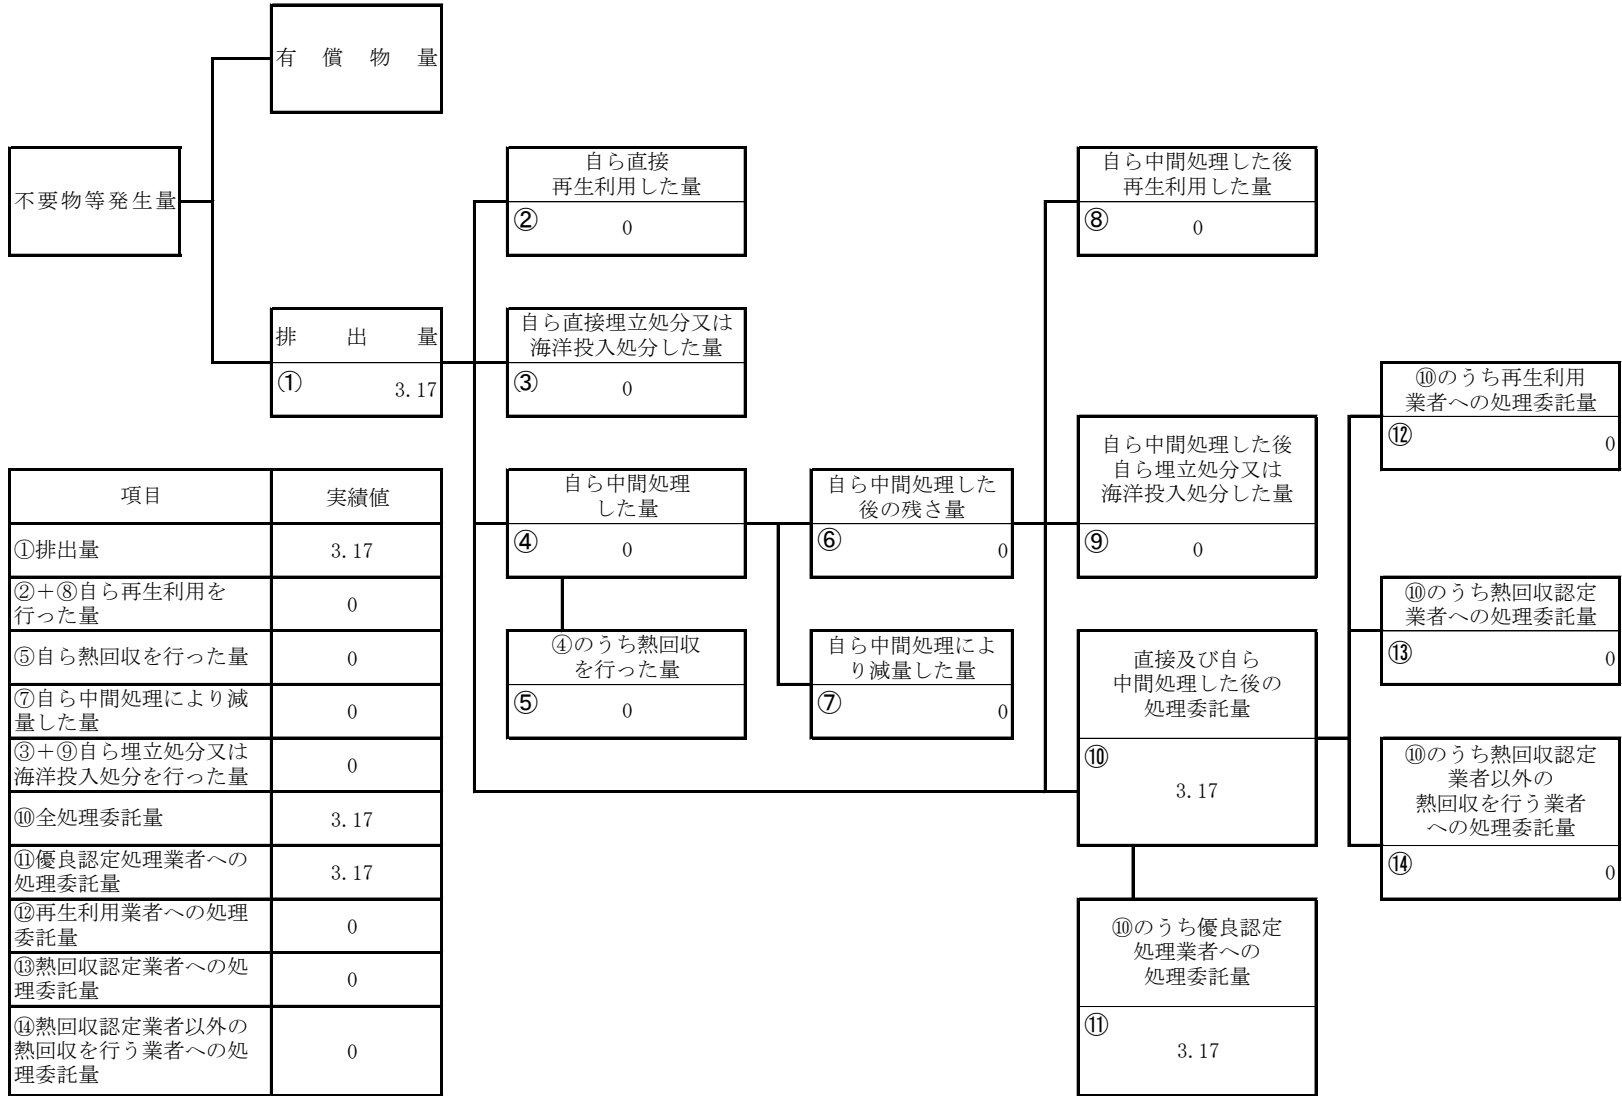 有償物量
不要物等発生量
排出量
① 3.17
自ら直接
再生利用した量
② 0
自ら直接埋立処分又は
海洋投入処分した量
③ 0
自ら中間処理
した量
④ 0
④のうち熱回収
を行った量
⑤ 0
自ら中間処理した
後の残さ量
⑥ 0
自ら中間処理によ
り減量した量
⑦ 0
自ら中間処理した後
再生利用した量
⑧ 0
自ら中間処理した後
自ら埋立処分又は
海洋投入処分した量
⑨ 0
直接及び自ら
中間処理した後の
処理委託量
⑩
3.17
⑩のうち優良認定
処理業者への
処理委託量
⑪
3.17
⑩のうち再生利用
業者への処理委託量
⑫ 0
⑩のうち熱回収認定
業者への処理委託量
⑬ 0
⑩のうち熱回収認定
業者以外の
熱回収を行う業者
への処理委託量
⑭ 0
項目 実績値
①排出量 3.17
②+⑧自ら再生利用を
行った量 0
⑤自ら熱回収を行った量 0
⑦自ら中間処理により減
量した量 0
③+⑨自ら埋立処分又は
海洋投入処分を行った量 0
⑩全処理委託量 3.17
⑪優良認定処理業者への
処理委託量 3.17
⑫再生利用業者への処理
委託量 0
⑬熱回収認定業者への処
理委託量 0
⑭熱回収認定業者以外の
熱回収を行う業者への処
理委託量 0